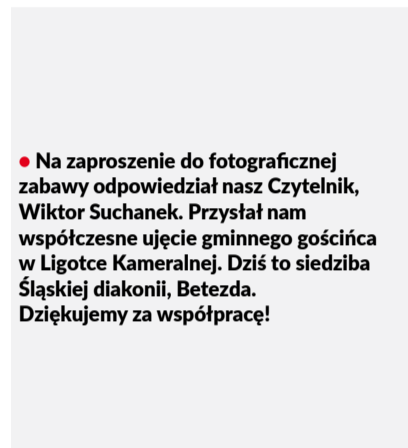 ● Na zaproszenie do fotograficznej
zabawy odpowiedział nasz Czytelnik,
Wiktor Suchanek. Przysłał nam
współczesne ujęcie gminnego gościńca
w Ligotce Kameralnej. Dziś to siedziba
Śląskiej diakonii, Betezda.
Dziękujemy za współpracę!